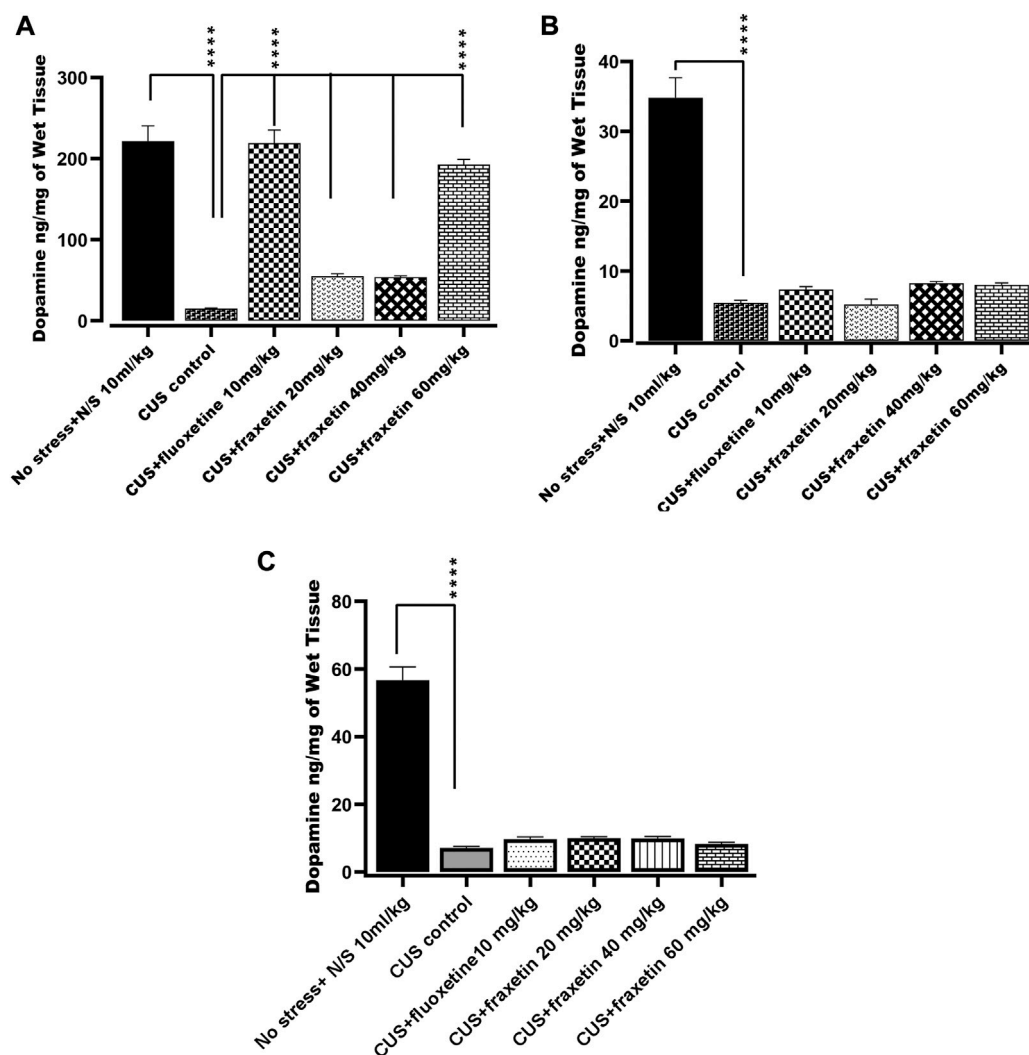 A
****
****
****
Dopamine ng/mg of Wet Tissue
300
200
100
0
No stress+N/S 10ml/kg
CUS control
CUS+fluoxetine 10mg/kg
CUS+fraxetin 20mg/kg
CUS+fraxetin 40mg/kg
CUS+fraxetin 60mg/kg
B
****
Dopamine ng/mg of Wet Tissue
40
30
20
10
0
No stress+N/S 10ml/kg
CUS control
CUS+fluoxetine 10mg/kg
CUS+fraxetin 20mg/kg
CUS+fraxetin 40mg/kg
CUS+fraxetin 60mg/kg
C
****
Dopamine ng/mg of Wet Tissue
80
60
40
20
0
No stress+ N/S 10ml/kg
CUS control
CUS+fluoxetine10 mg/kg
CUS+fraxetin 20 mg/kg
CUS+fraxetin 40 mg/kg
CUS+fraxetin 60 mg/kg